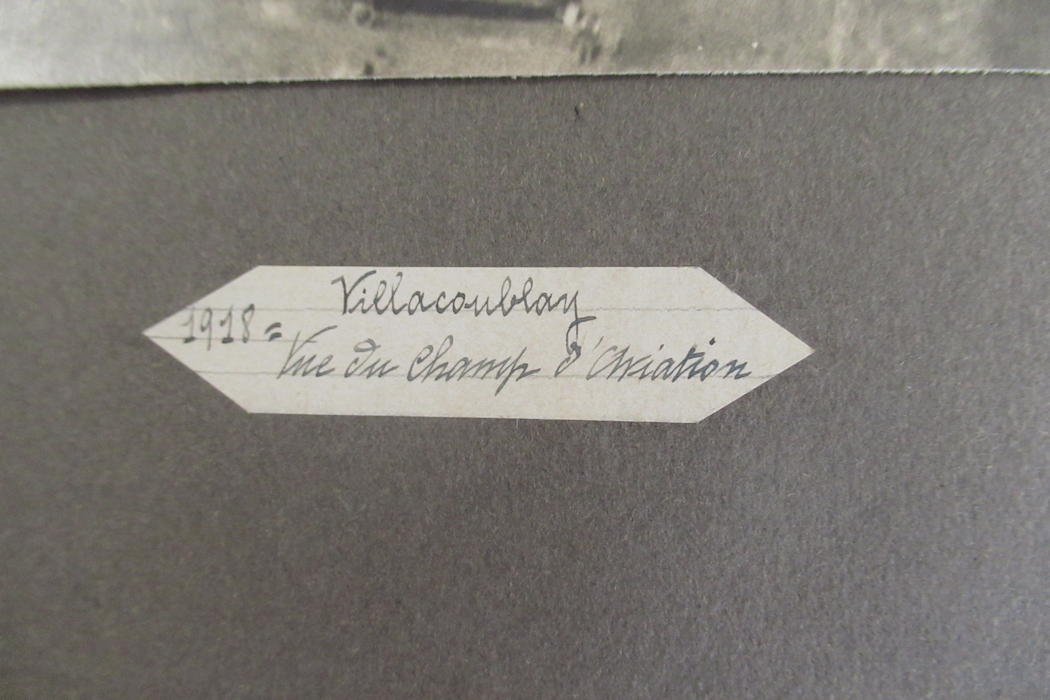 Villacoublay
1918 =
Vue du Champ d'Aviation